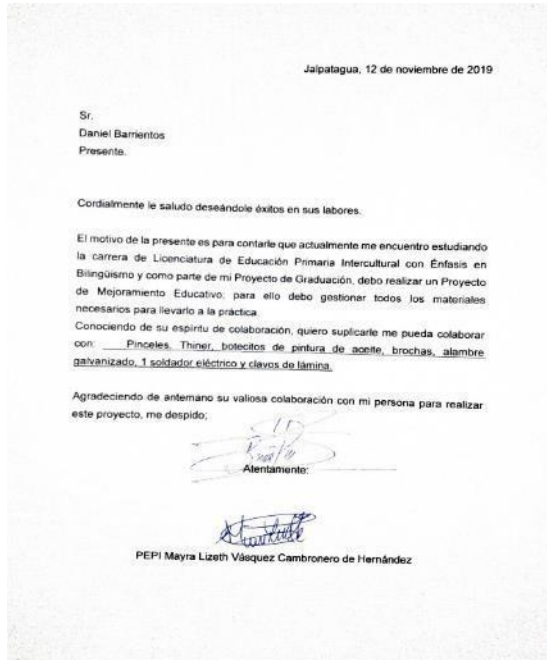 Jalpatagua, 12 de noviembre de 2019
Sr.
Daniel Barrientos
Presente.
Cordialmente le saludo deseándole éxitos en sus labores.
El motivo de la presente es para contarle que actualmente me encuentro estudiando
la carrera de Licenciatura de Educación Primaria Intercultural con Énfasis en
Bilingüismo y como parte de mi Proyecto de Graduación, debo realizar un Proyecto
de Mejoramiento Educativo; para ello debo gestionar todos los materiales
necesarios para llevarlo a la práctica.
Conociendo de su espíritu de colaboración, quiero suplicarle me pueda colaborar
con: Pinceles, Thiner, botecitos de pintura de aceite, brochas, alambre
galvanizado, 1 soldador eléctrico y clavos de lámina.
Agradeciendo de antemano su valiosa colaboración con mi persona para realizar
este proyecto, me despido;
Atentamente:
PEPI Mayra Lizeth Vásquez Cambronero de Hernández